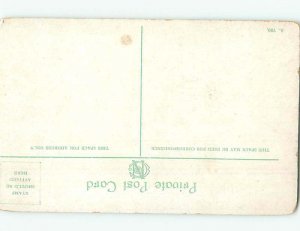 Private Post Card
STAMP
SHOULD BE
AFFIXED
HERE
THIS SPACE MAY BE USED FOR CORRESPONDENCE
THIS SPACE FOR ADDRESS ONLY